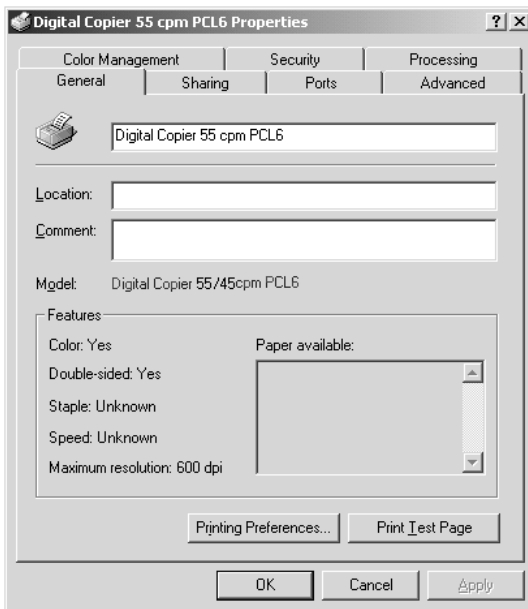 Digital Copier 55 cpm PCL6 Properties
Color Management Security Processing
General Sharing Ports Advanced
Digital Copier 55 cpm PCL6
Location:
Comment:
Model: Digital Copier 55/45cpm PCL6
Features
Color: Yes Paper available:
Double-sided: Yes
Staple: Unknown
Speed: Unknown
Maximum resolution: 600 dpi
Printing Preferences... Print Test Page
OK Cancel Apply